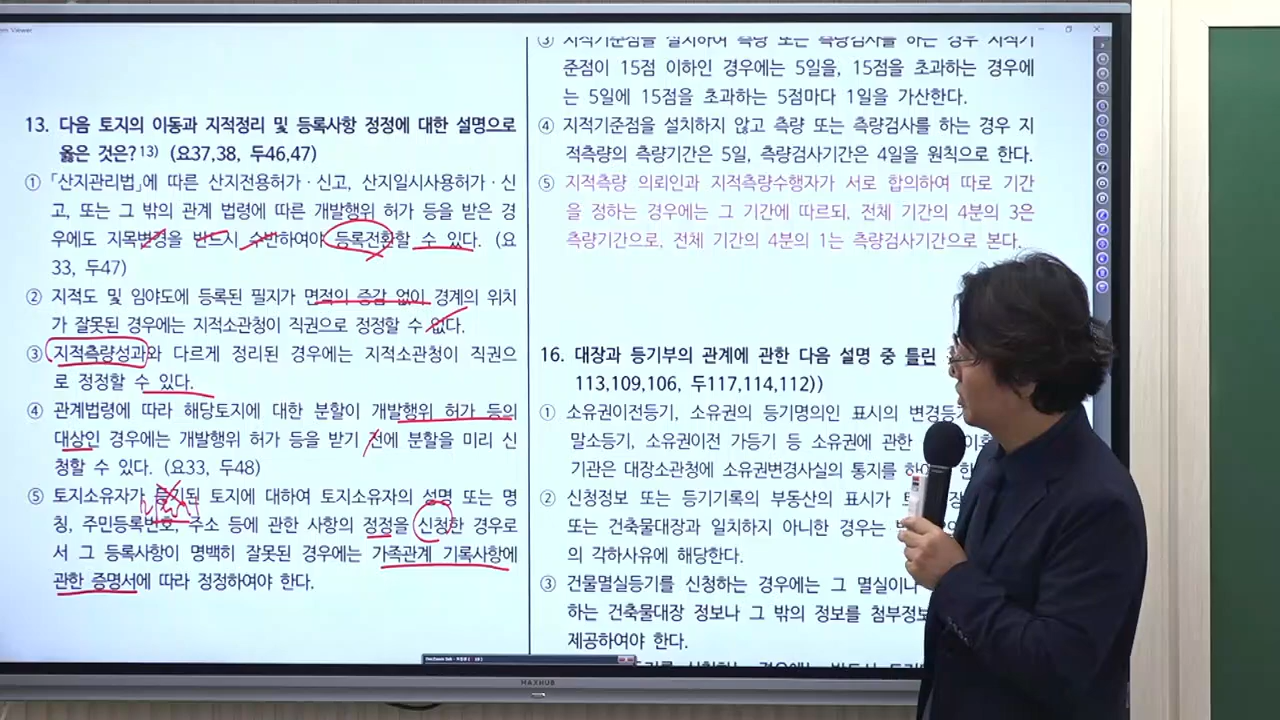 13. 다음 토지의 이동과 지적정리 및 등록사항 정정에 대한 설명으로
옳은 것은? 13) (요37,38, 두46,47)
① 「산지관리법」에 따른 산지전용허가·신고, 산지일시사용허가·신
고, 또는 그 밖의 관계 법령에 따른 개발행위 허가 등을 받은 경
우에도 지목변경을 반드시 수반하여야 등록전환할 수 있다. (요
33, 두47)
② 지적도 및 임야도에 등록된 필지가 면적의 증감 없이 경계의 위치
가 잘못된 경우에는 지적소관청이 직권으로 정정할 수 없다.
③ 지적측량성과와 다르게 정리된 경우에는 지적소관청이 직권으
로 정정할 수 있다.
④ 관계법령에 따라 해당토지에 대한 분할이 개발행위 허가 등의
대상인 경우에는 개발행위 허가 등을 받기 전에 분할을 미리 신
청할 수 있다. (요33, 두48)
⑤ 토지소유자가 등기된 토지에 대하여 토지소유자의 성명 또는 명
칭, 주민등록번호, 주소 등에 관한 사항의 정정을 신청한 경우로
서 그 등록사항이 명백히 잘못된 경우에는 가족관계 기록사항에
관한 증명서에 따라 정정하여야 한다.
③ 지적기준점을 설치하여 측량 또는 측량검사를 하는 경우 지적기
준점이 15점 이하인 경우에는 5일을, 15점을 초과하는 경우에
는 5일에 15점을 초과하는 5점마다 1일을 가산한다.
④ 지적기준점을 설치하지 않고 측량 또는 측량검사를 하는 경우 지
적측량의 측량기간은 5일, 측량검사기간은 4일을 원칙으로 한다.
⑤ 지적측량 의뢰인과 지적측량수행자가 서로 합의하여 따로 기간
을 정하는 경우에는 그 기간에 따르되, 전체 기간의 4분의 3은
측량기간으로, 전체 기간의 4분의 1는 측량검사기간으로 본다.
16. 대장과 등기부의 관계에 관한 다음 설명 중 틀린
113,109,106, 두117,114,112))
① 소유권이전등기, 소유권의 등기명의인 표시의 변경등기
말소등기, 소유권이전 가등기 등 소유권에 관한
기관은 대장소관청에 소유권변경사실의 통지를
② 신청정보 또는 등기기록의 부동산의 표시가
또는 건축물대장과 일치하지 아니한 경우는
의 각하사유에 해당한다.
③ 건물멸실등기를 신청하는 경우에는 그 멸실이나
하는 건축물대장 정보나 그 밖의 정보를 첨부정보
제공하여야 한다.
MAXHUB